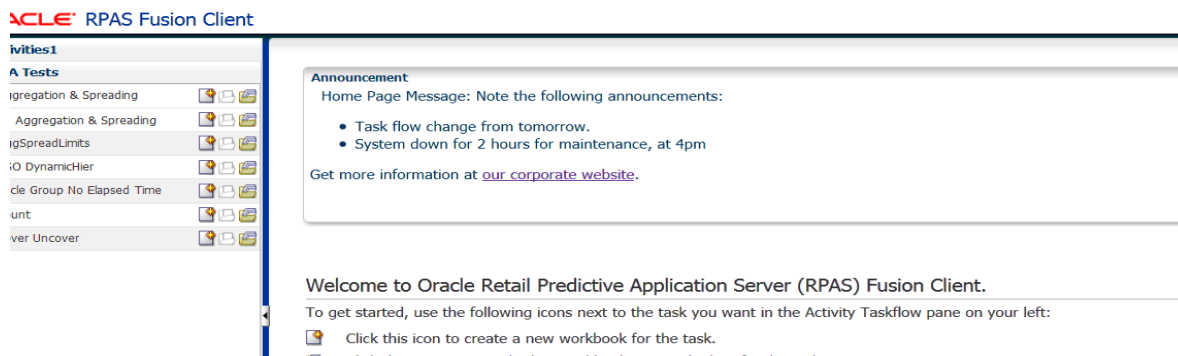 ACLE RPAS Fusion Client
ivities1
A Tests
ggregation & Spreading
Aggregation & Spreading
ggSpreadLimits
SO DynamicHier
cle Group No Elapsed Time
ount
ver Uncover
Announcement
Home Page Message: Note the following announcements:
• Task flow change from tomorrow.
• System down for 2 hours for maintenance, at 4pm
Get more information at our corporate website.
Welcome to Oracle Retail Predictive Application Server (RPAS) Fusion Client.
To get started, use the following icons next to the task you want in the Activity Taskflow pane on your left:
Click this icon to create a new workbook for the task.